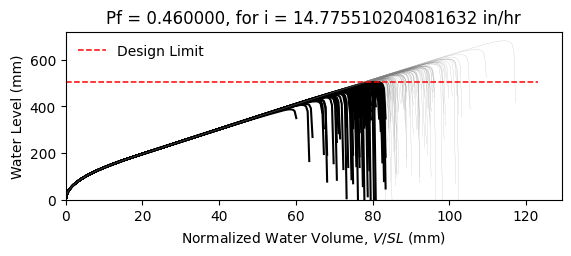 Pf = 0.460000, for i = 14.775510204081632 in/hr
Water Level (mm)
600
400
200
0
Design Limit
0 20 40 60 80 100 120
Normalized Water Volume, V/SL (mm)